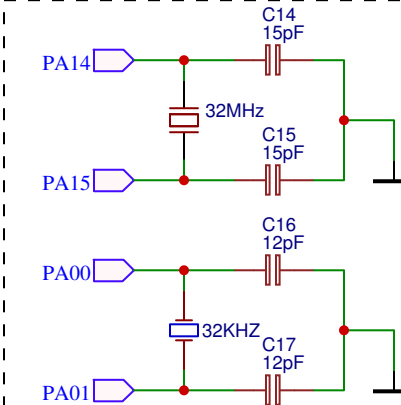 C14
15pF
PA14
32MHz
C15
15pF
PA15
C16
12pF
PA00
32KHZ
C17
12pF
PA01